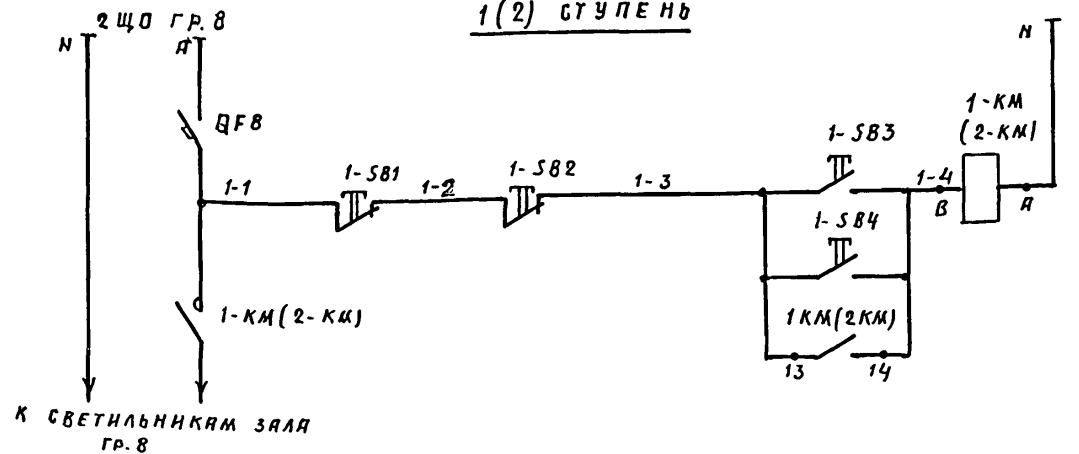 1(2) СТУПЕНЬ
2 ЩО ГР.8
N
A
N
QF8
1-КМ
(2-КМ)
1-SB3
1-SB1
1-SB2
1-1
1-2
1-3
1-4
B
A
1-SB4
1-КМ(2-КМ)
1КМ(2КМ)
13
14
К СВЕТИЛЬНИКАМ ЗАЛА
ГР.8